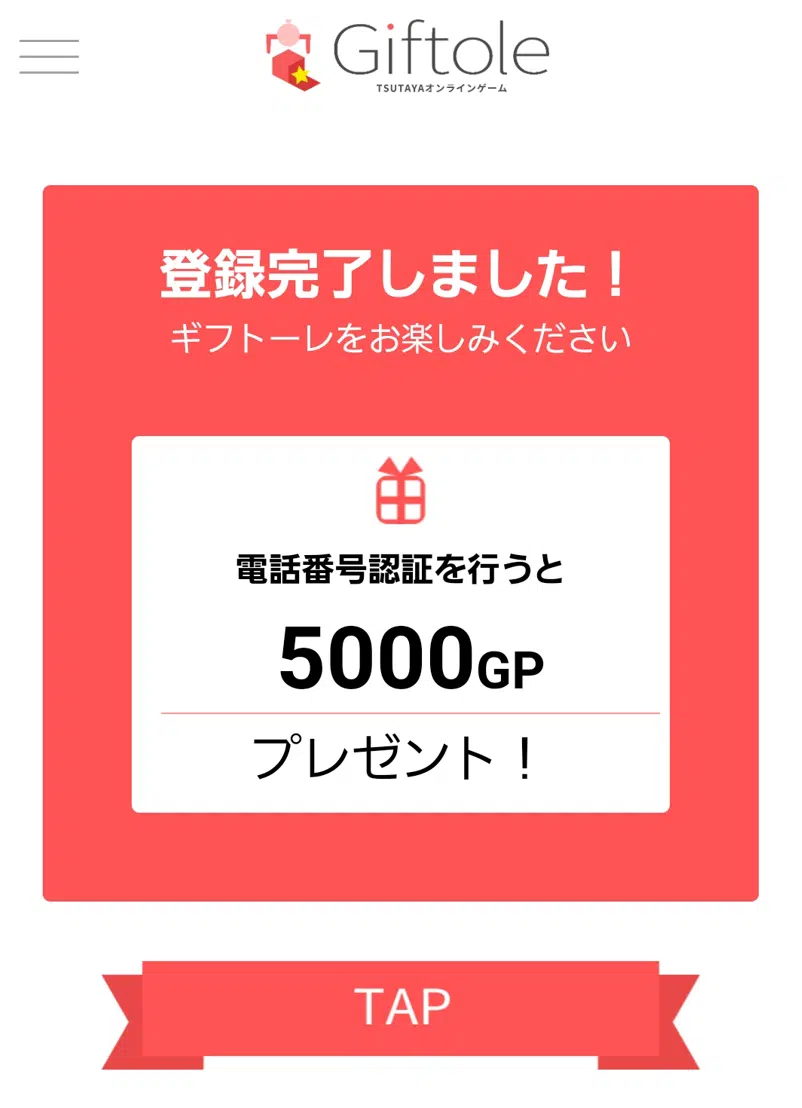 Giftole
TSUTAYAオンラインゲーム
登録完了しました！
ギフトーレをお楽しみください
電話番号認証を行うと
5000GP
プレゼント！
TAP